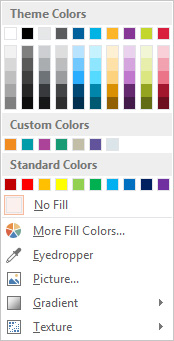 Theme Colors
Custom Colors
Standard Colors
No Fill
More Fill Colors...
Eyedropper
Picture...
Gradient
Texture